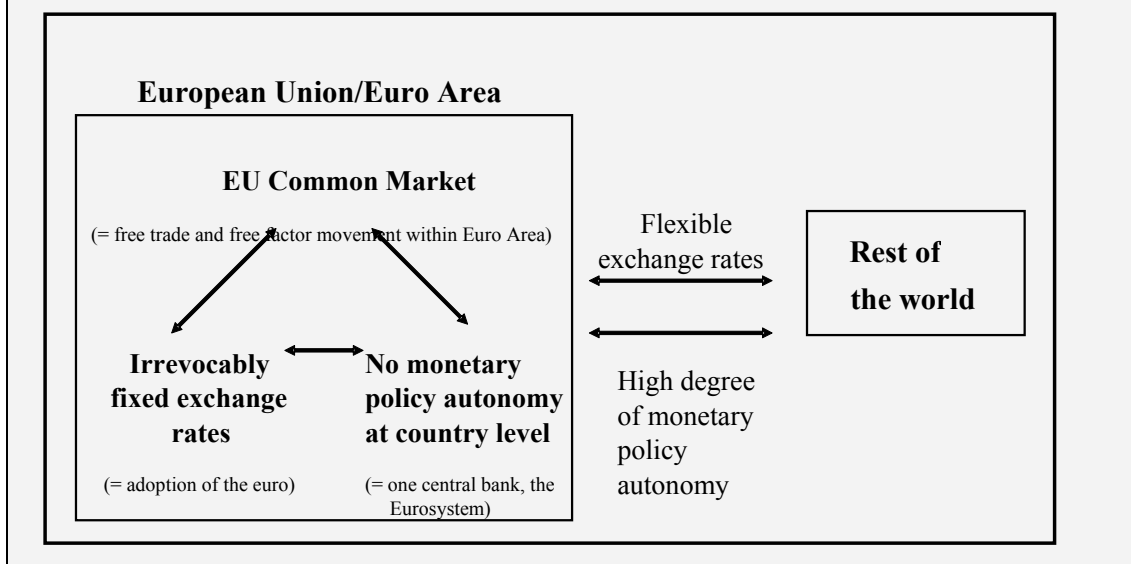 European Union/Euro Area
EU Common Market
(= free trade and free factor movement within Euro Area)
Irrevocably
fixed exchange
rates
(= adoption of the euro)
No monetary
policy autonomy
at country level
(= one central bank, the
Eurosystem)
Flexible
exchange rates
High degree
of monetary
policy
autonomy
Rest of
the world